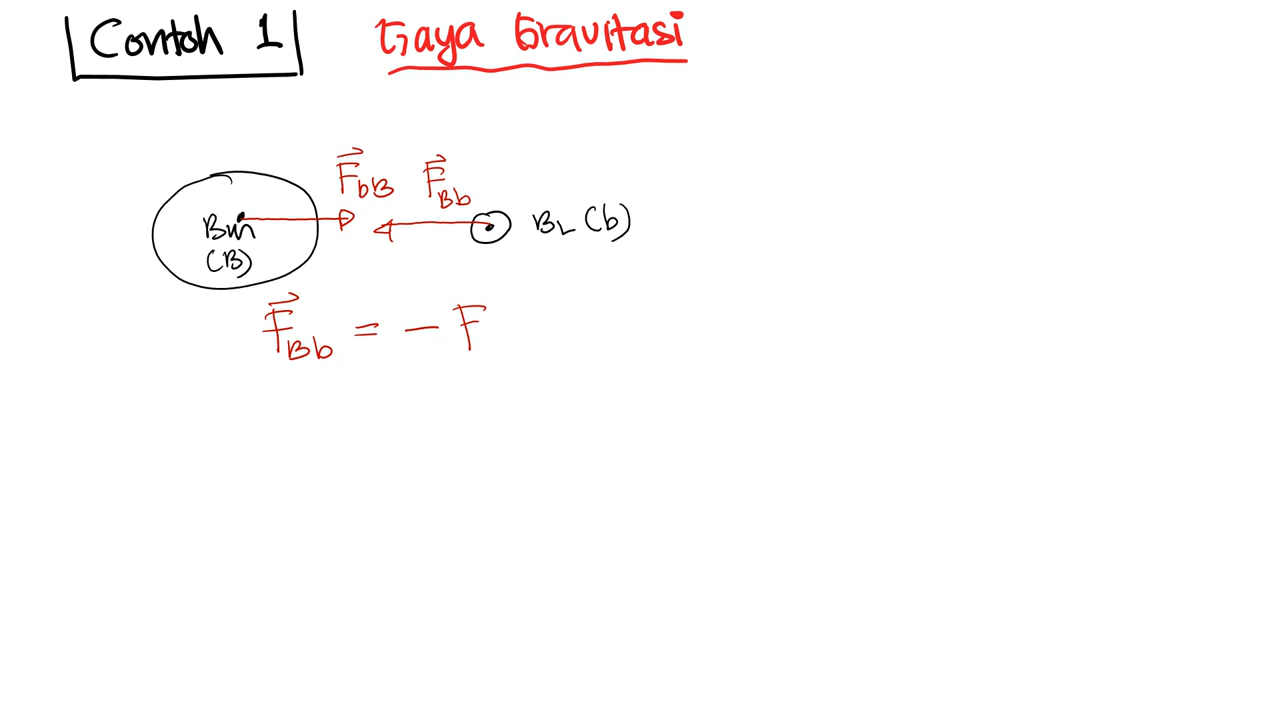 Contoh 1 Gaya Gravitasi
F⃗bB F⃗Bb
Bm BL (b)
(B)
F⃗Bb = - F